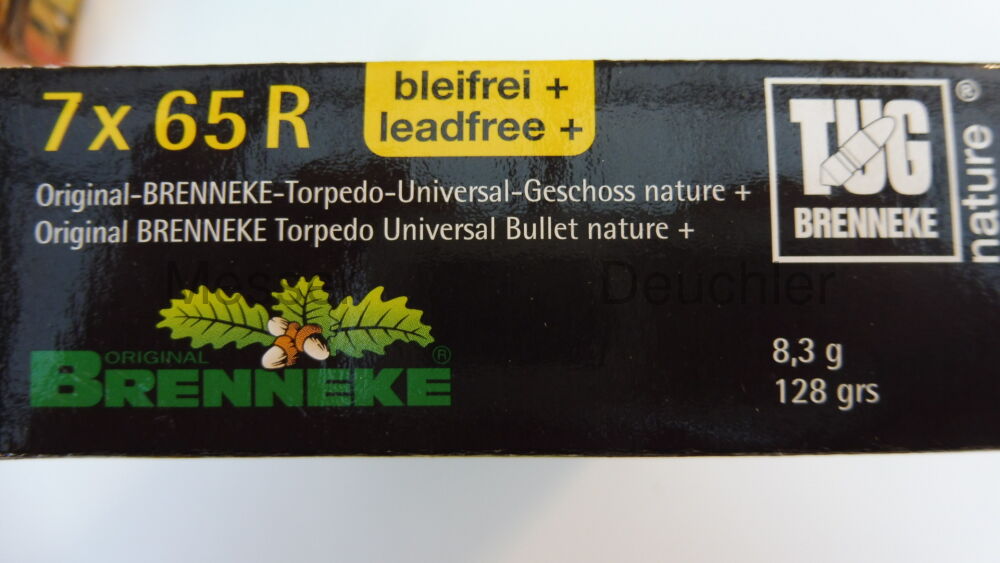 7 x 65 R
bleifrei +
leadfree +
Original-BRENNEKE-Torpedo-Universal-Geschoss nature +
Original BRENNEKE Torpedo Universal Bullet nature +
TUG
BRENNEKE
® nature
ORIGINAL ®
BRENNEKE
8,3 g
128 grs
Deuchler